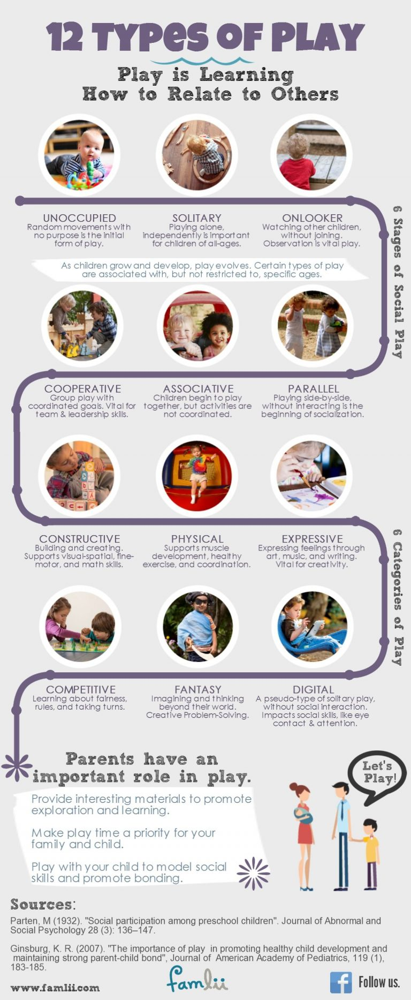 12 TYPES OF PLAY
Play is Learning
How to Relate to Others
UNOCCUPIED
Random movements with
no purpose is the initial
form of play.
SOLITARY
Playing alone,
independently is important
for children of all-ages.
ONLOOKER
Watching other children,
without joining.
Observation is vital play.
6 Stages of Social Play
As children grow and develop, play evolves. Certain types of play
are associated with, but not restricted to, specific ages.
COOPERATIVE
Group play with
coordinated goals. Vital for
team & leadership skills.
ASSOCIATIVE
Children begin to play
together, but activities are
not coordinated.
PARALLEL
Playing side-by-side,
without interacting is the
beginning of socialization.
CONSTRUCTIVE
Building and creating.
Supports visual-spatial, fine-
motor, and math skills.
PHYSICAL
Supports muscle
development, healthy
exercise, and coordination.
EXPRESSIVE
Expressing feelings through
art, music, and writing.
Vital for creativity.
6 Categories of Play
COMPETITIVE
Learning about fairness,
rules, and taking turns.
FANTASY
Imagining and thinking
beyond their world.
Creative Problem-Solving.
DIGITAL
A pseudo-type of solitary play,
without social interaction.
Impacts social skills, like eye
contact & attention.
Parents have an
important role in play.
Let's
Play!
Provide interesting materials to promote
exploration and learning.
Make play time a priority for your
family and child.
Play with your child to model social
skills and promote bonding.
Sources:
Parten, M (1932). "Social participation among preschool children". Journal of Abnormal and
Social Psychology 28 (3): 136–147.
Ginsburg, K. R. (2007). "The importance of play in promoting healthy child development and
maintaining strong parent-child bond", Journal of American Academy of Pediatrics, 119 (1),
183-185.
www.famlii.com
famlii
f
Follow us.